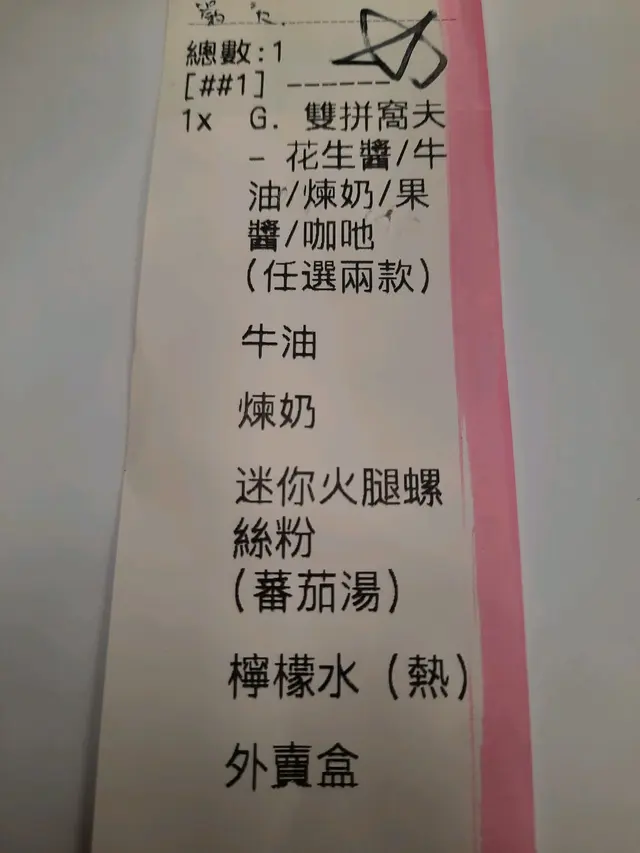 總數:1
[##1] -------
1x G. 雙拼窩夫
- 花生醬/牛
油/煉奶/果
醬/咖吔
(任選兩款)
牛油
煉奶
迷你火腿螺
絲粉
(蕃茄湯)
檸檬水 (熱)
外賣盒